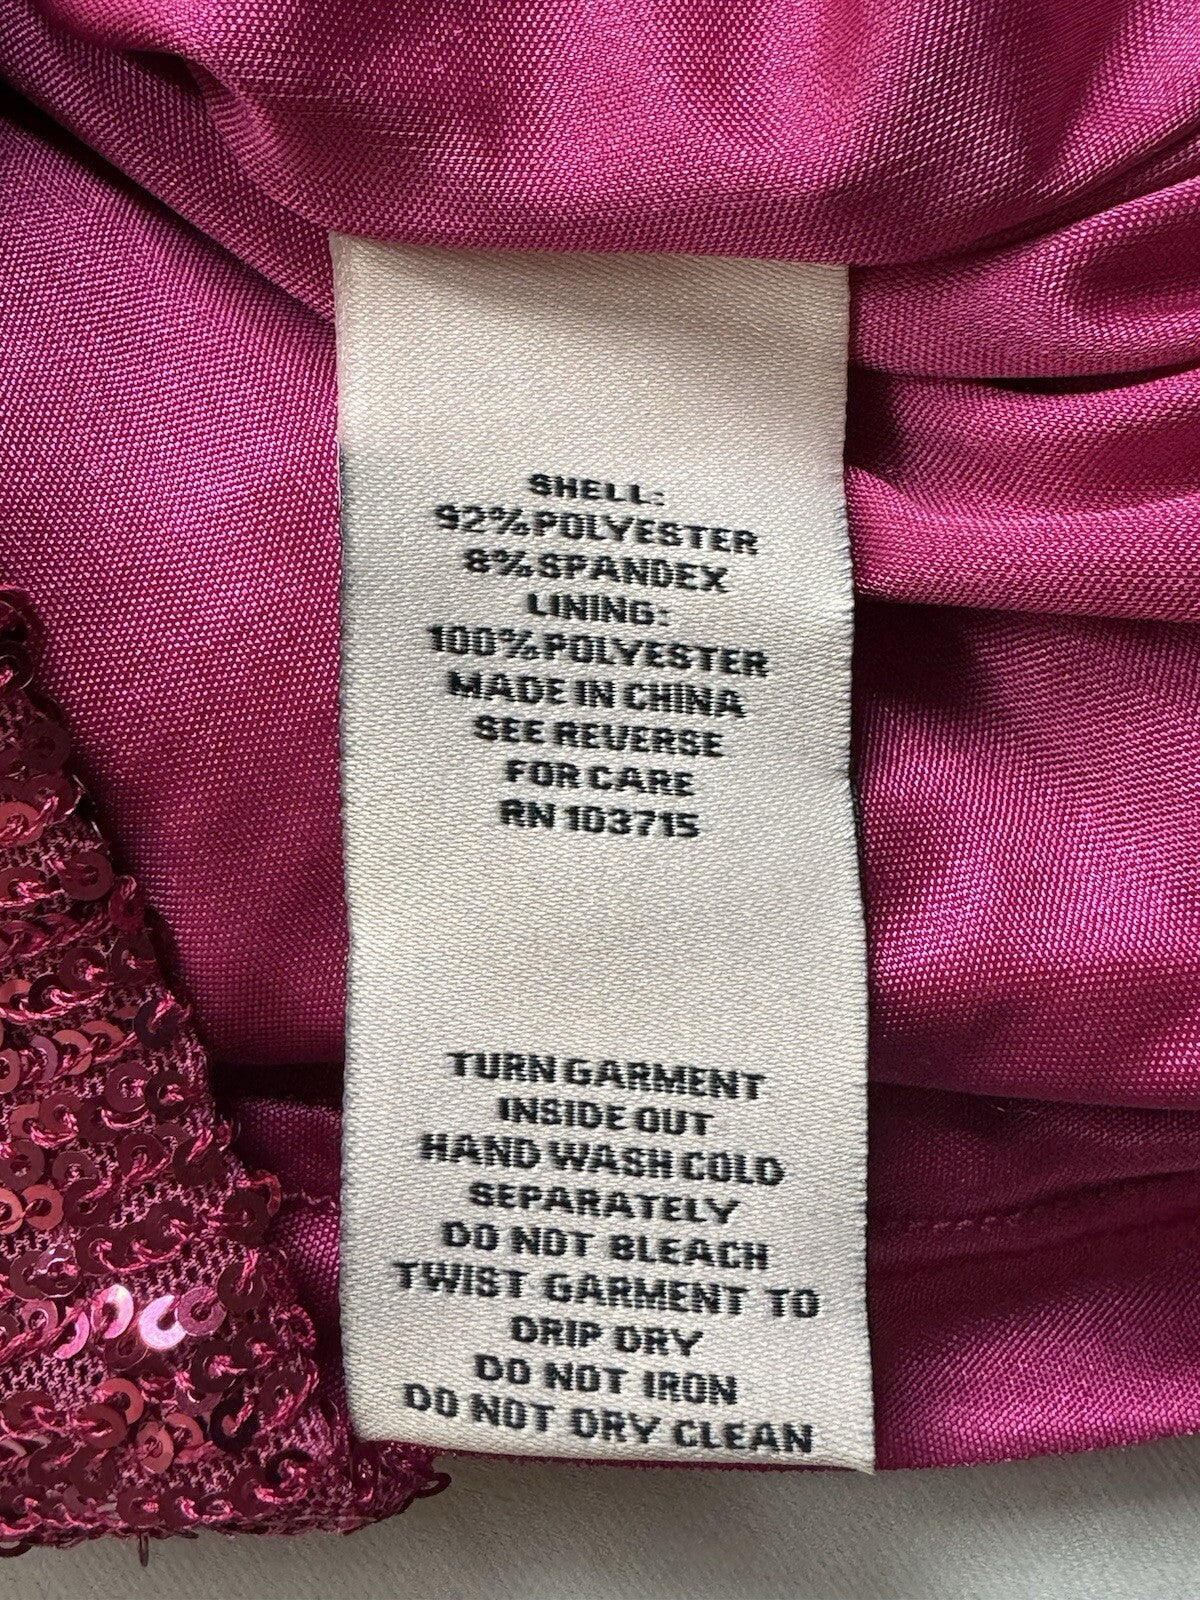 SHELL:
92% POLYESTER
8% SPANDEX
LINING:
100% POLYESTER
MADE IN CHINA
SEE REVERSE
FOR CARE
RN 103715
TURN GARMENT
INSIDE OUT
HAND WASH COLD
SEPARATELY
DO NOT BLEACH
TWIST GARMENT TO
DRIP DRY
DO NOT IRON
DO NOT DRY CLEAN